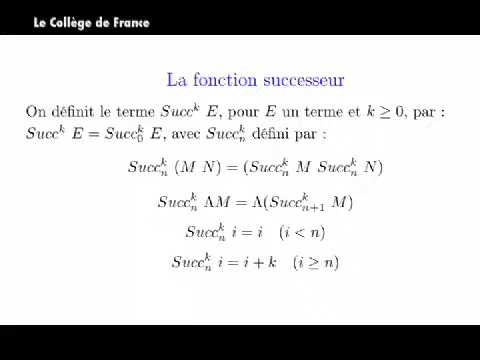 Le Collège de France
La fonction successeur
On définit le terme Succ^k E, pour E un terme et k ≥ 0, par :
Succ^k E = Succ_0^k E, avec Succ_n^k défini par :
Succ_n^k (M N) = (Succ_n^k M Succ_n^k N)
Succ_n^k ΛM = Λ(Succ_{n+1}^k M)
Succ_n^k i = i (i < n)
Succ_n^k i = i + k (i ≥ n)